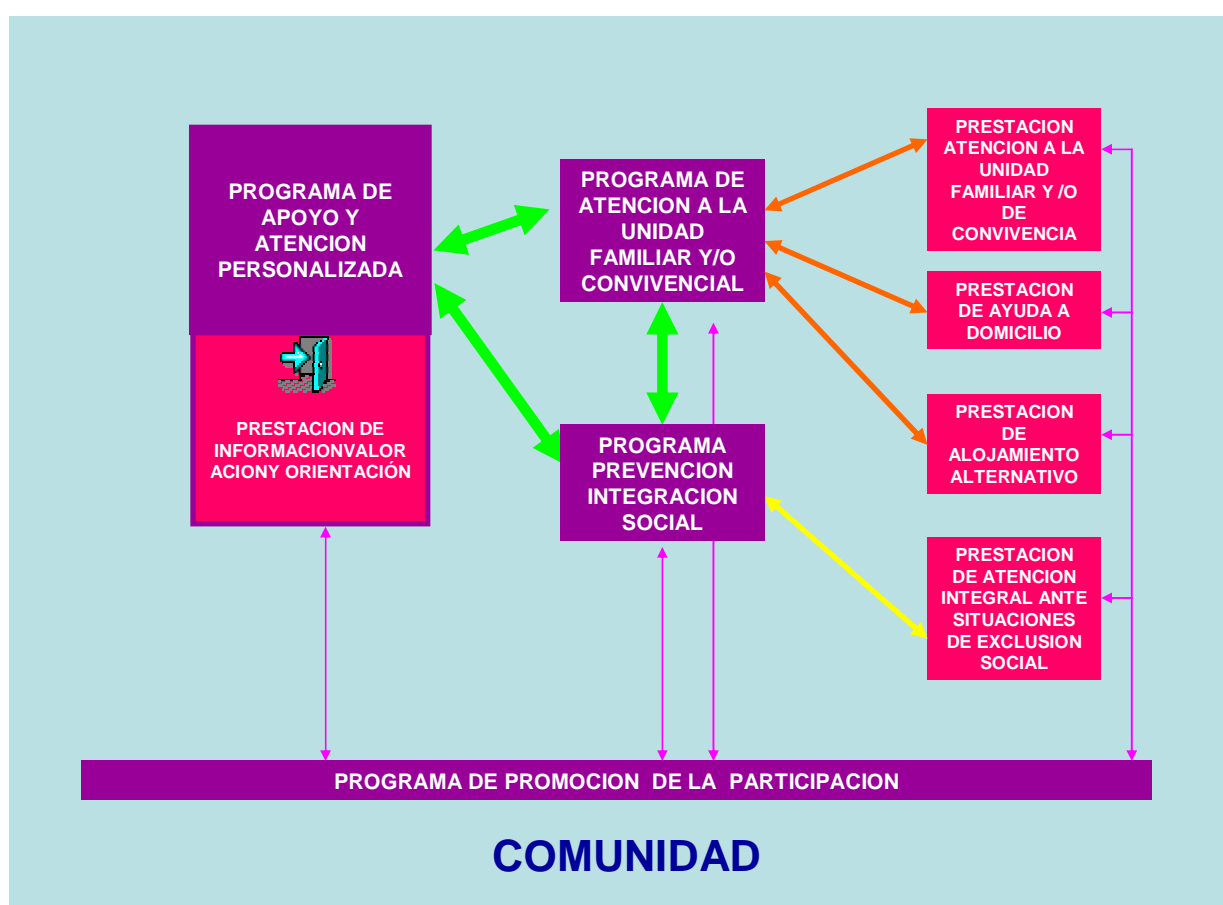 PROGRAMA DE
APOYO Y
ATENCION
PERSONALIZADA
PRESTACION DE
INFORMACIONVALOR
ACIONY ORIENTACIÓN
PROGRAMA DE
ATENCION A LA
UNIDAD
FAMILIAR Y/O
CONVIVENCIAL
PROGRAMA
PREVENCION
INTEGRACION
SOCIAL
PRESTACION
ATENCION A LA
UNIDAD
FAMILIAR Y /O
DE
CONVIVENCIA
PRESTACION
DE AYUDA A
DOMICILIO
PRESTACION
DE
ALOJAMIENTO
ALTERNATIVO
PRESTACION
DE ATENCION
INTEGRAL ANTE
SITUACIONES
DE EXCLUSION
SOCIAL
PROGRAMA DE PROMOCION DE LA PARTICIPACION
COMUNIDAD